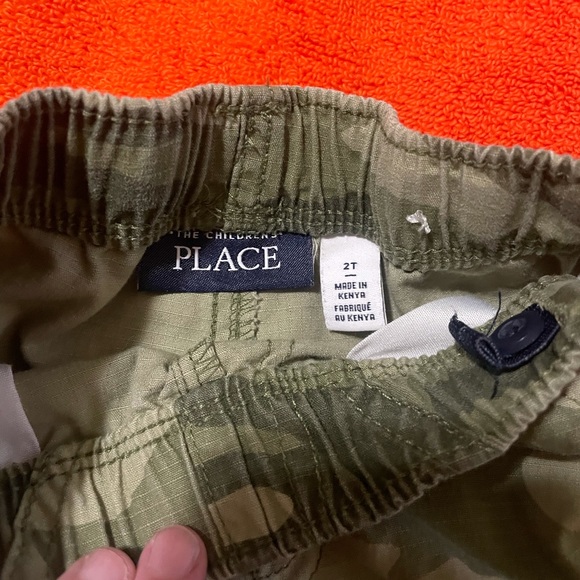 THE CHILDREN'S
PLACE
2T
MADE IN
KENYA
FABRIQUÉ
AU KENYA